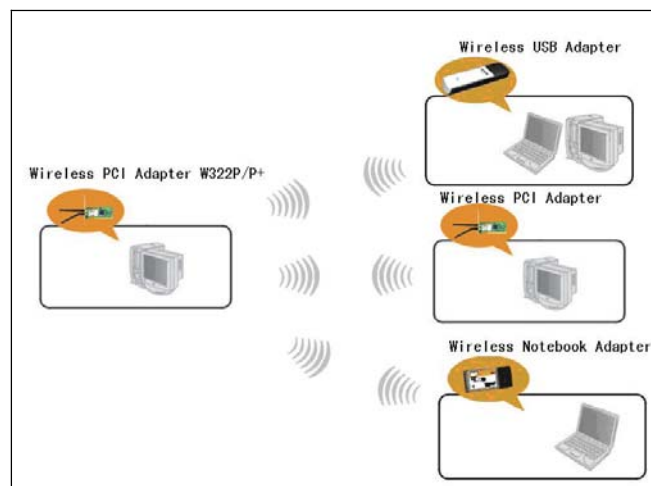 Wireless USB Adapter
Wireless PCI Adapter W322P/P+
Wireless PCI Adapter
Wireless Notebook Adapter